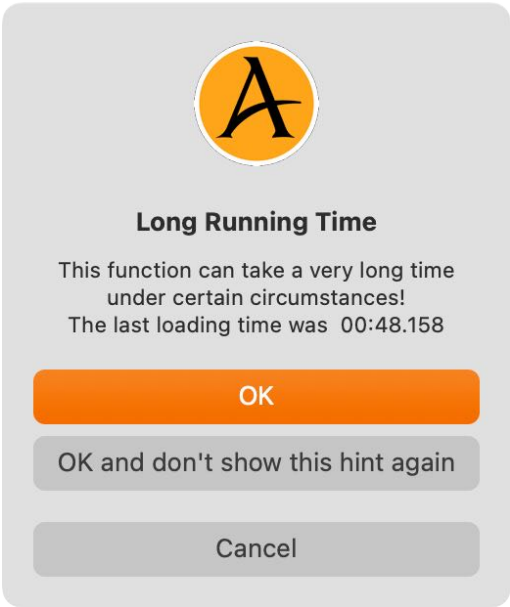 A
Long Running Time
This function can take a very long time
under certain circumstances!
The last loading time was  00:48.158
OK
OK and don't show this hint again
Cancel